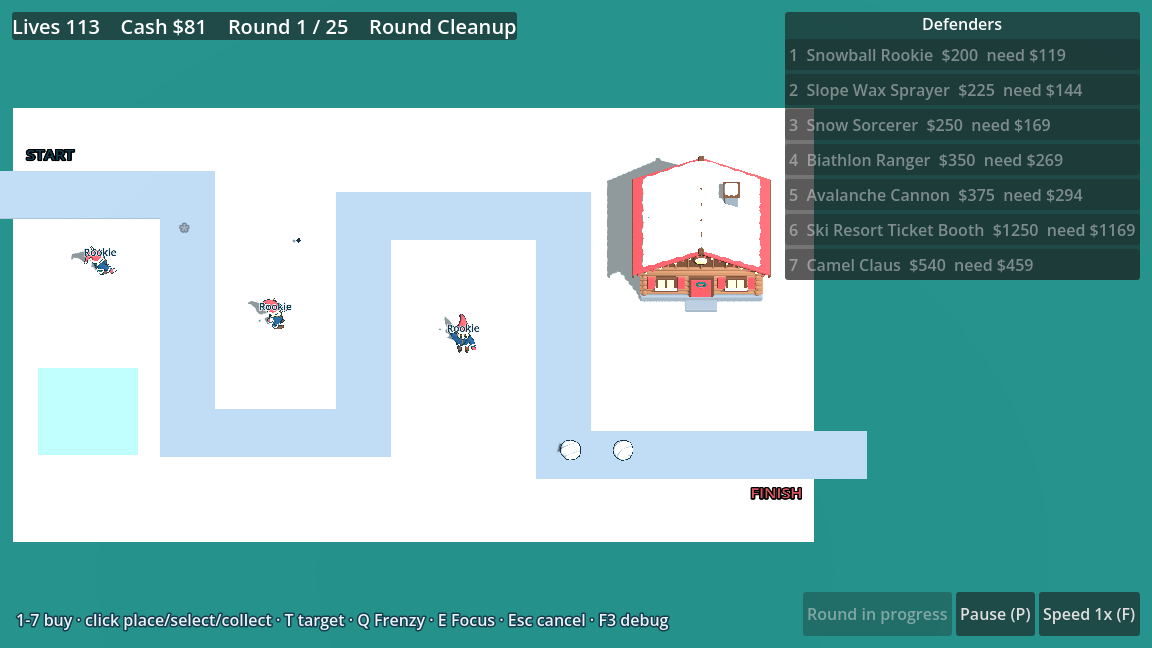 Lives 113 Cash $81 Round 1 / 25 Round Cleanup
Defenders
1 Snowball Rookie $200 need $119
2 Slope Wax Sprayer $225 need $144
3 Snow Sorcerer $250 need $169
4 Biathlon Ranger $350 need $269
5 Avalanche Cannon $375 need $294
6 Ski Resort Ticket Booth $1250 need $1169
7 Camel Claus $540 need $459
START
Rookie
Rookie
Rookie
FINISH
1-7 buy · click place/select/collect · T target · Q Frenzy · E Focus · Esc cancel · F3 debug
Round in progress
Pause (P)
Speed 1x (F)